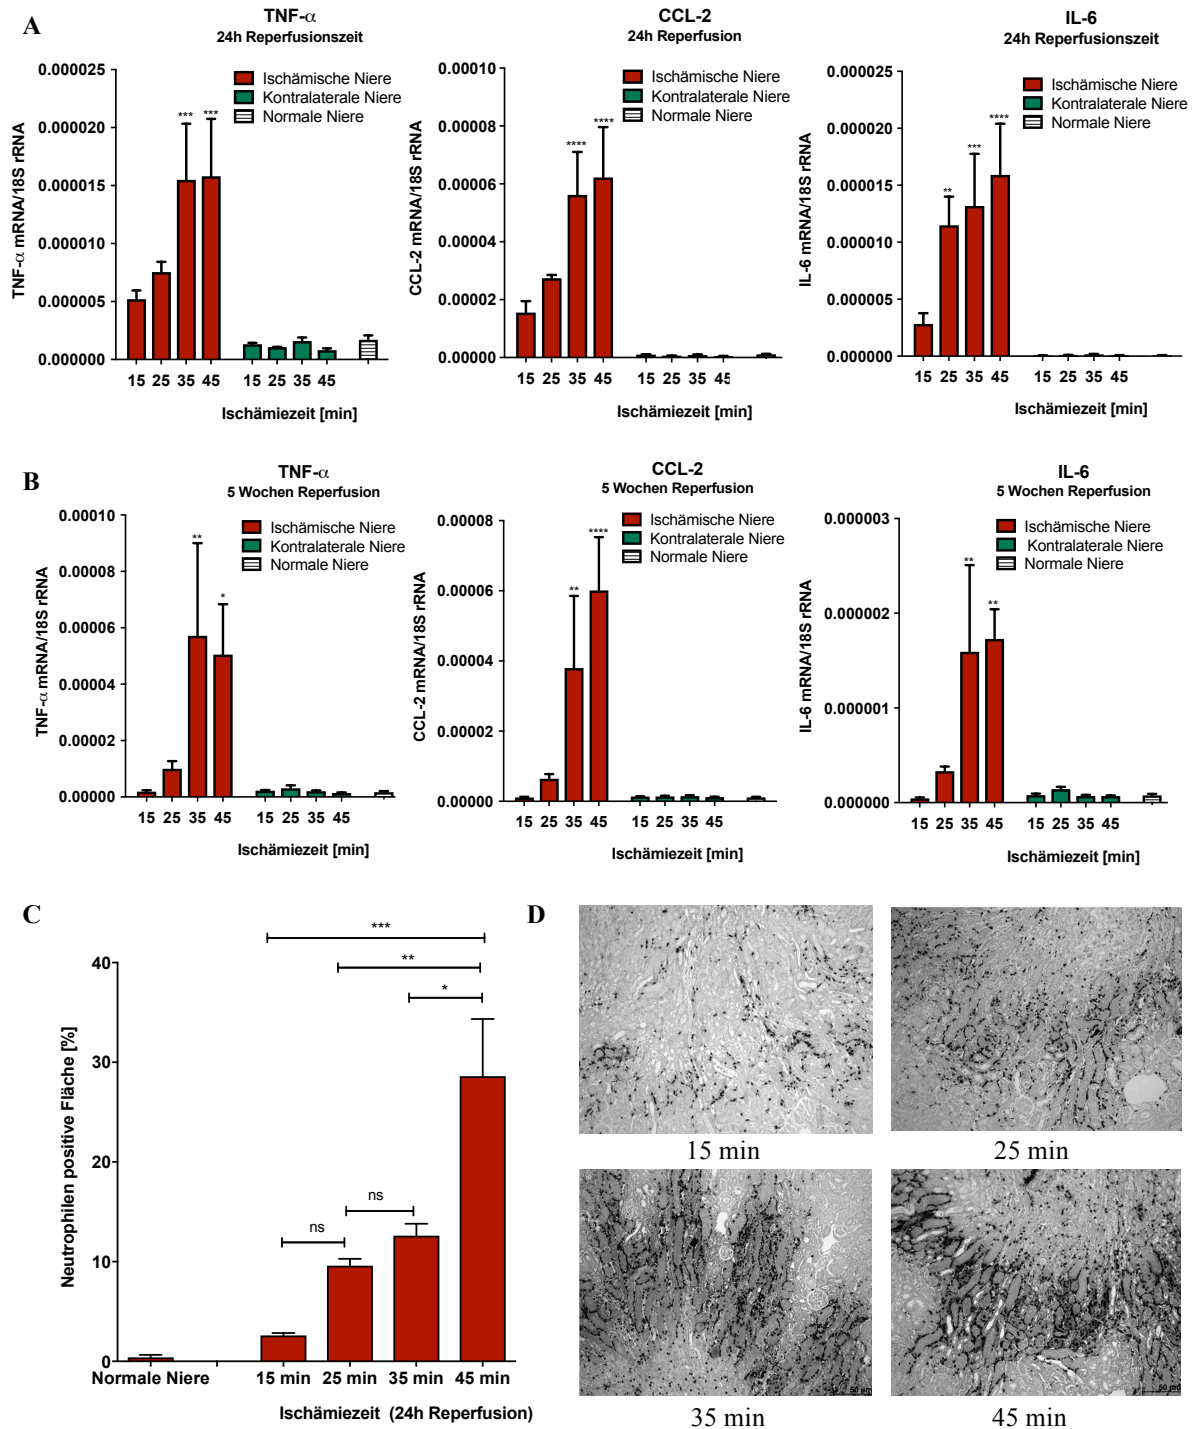 A
TNF-α
24h Reperfusionszeit
TNF-α mRNA/18S rRNA
0.000025
0.000020
0.000015
0.000010
0.000005
0.000000
Ischämische Niere
Kontralaterale Niere
Normale Niere
*** ***
15 25 35 45 15 25 35 45
Ischämiezeit [min]
CCL-2
24h Reperfusion
CCL-2 mRNA/18S rRNA
0.00010
0.00008
0.00006
0.00004
0.00002
0.00000
Ischämische Niere
Kontralaterale Niere
Normale Niere
**** ****
15 25 35 45 15 25 35 45
Ischämiezeit [min]
IL-6
24h Reperfusionszeit
IL-6 mRNA/18S rRNA
0.000025
0.000020
0.000015
0.000010
0.000005
0.000000
Ischämische Niere
Kontralaterale Niere
Normale Niere
** *** ****
15 25 35 45 15 25 35 45
Ischämiezeit [min]
B
TNF-α
5 Wochen Reperfusion
TNF-α mRNA/18S rRNA
0.00010
0.00008
0.00006
0.00004
0.00002
0.00000
Ischämische Niere
Kontralaterale Niere
Normale Niere
** *
15 25 35 45 15 25 35 45
Ischämiezeit [min]
CCL-2
5 Wochen Reperfusion
CCL-2 mRNA/18S rRNA
0.00008
0.00006
0.00004
0.00002
0.00000
Ischämische Niere
Kontralaterale Niere
Normale Niere
** ****
15 25 35 45 15 25 35 45
Ischämiezeit [min]
IL-6
5 Wochen Reperfusion
IL-6 mRNA/18S rRNA
0.000003
0.000002
0.000001
0.000000
Ischämische Niere
Kontralaterale Niere
Normale Niere
** **
15 25 35 45 15 25 35 45
Ischämiezeit [min]
C
Neutrophilen positive Fläche [%]
40
30
20
10
0
***
**
*
ns
ns
Normale Niere 15 min 25 min 35 min 45 min
Ischämiezeit (24h Reperfusion)
D
15 min
25 min
50 µm
35 min
45 min